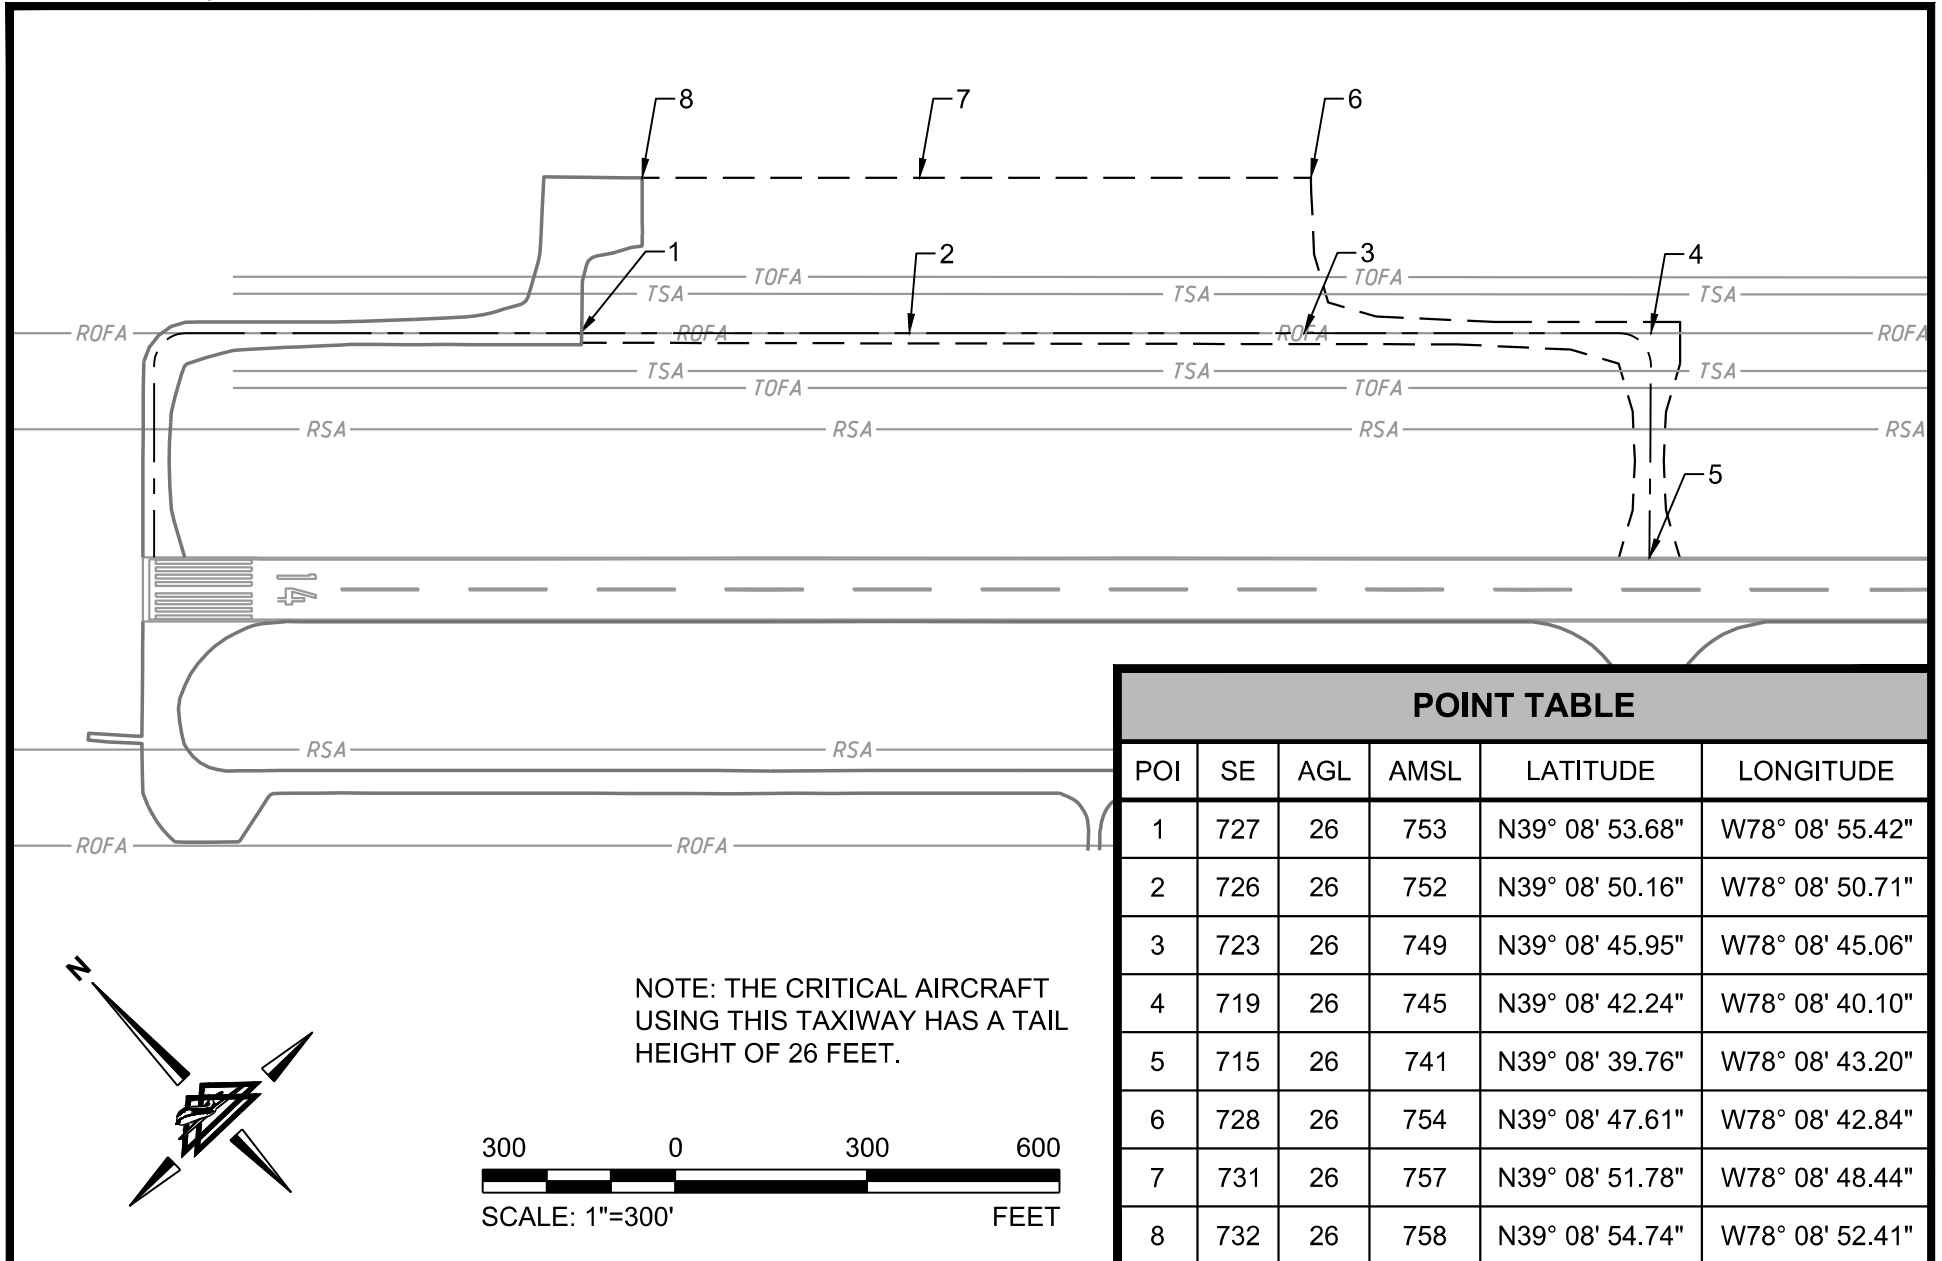 8 7 6
1 2 3 4
TOFA TOFA
TSA TSA TSA
ROFA ROFA ROFA ROFA
TSA TSA TSA
TOFA TOFA
RSA RSA RSA RSA
5
14
RSA RSA
ROFA ROFA
POINT TABLE
POI SE AGL AMSL LATITUDE LONGITUDE
1 727 26 753 N39° 08' 53.68" W78° 08' 55.42"
2 726 26 752 N39° 08' 50.16" W78° 08' 50.71"
3 723 26 749 N39° 08' 45.95" W78° 08' 45.06"
4 719 26 745 N39° 08' 42.24" W78° 08' 40.10"
5 715 26 741 N39° 08' 39.76" W78° 08' 43.20"
6 728 26 754 N39° 08' 47.61" W78° 08' 42.84"
7 731 26 757 N39° 08' 51.78" W78° 08' 48.44"
8 732 26 758 N39° 08' 54.74" W78° 08' 52.41"
N
NOTE: THE CRITICAL AIRCRAFT
USING THIS TAXIWAY HAS A TAIL
HEIGHT OF 26 FEET.
300 0 300 600
SCALE: 1"=300' FEET